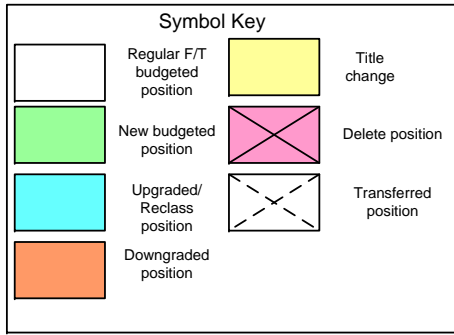 Symbol Key
Regular F/T
budgeted
position
Title
change
New budgeted
position
Delete position
Upgraded/
Reclass
position
Transferred
position
Downgraded
position